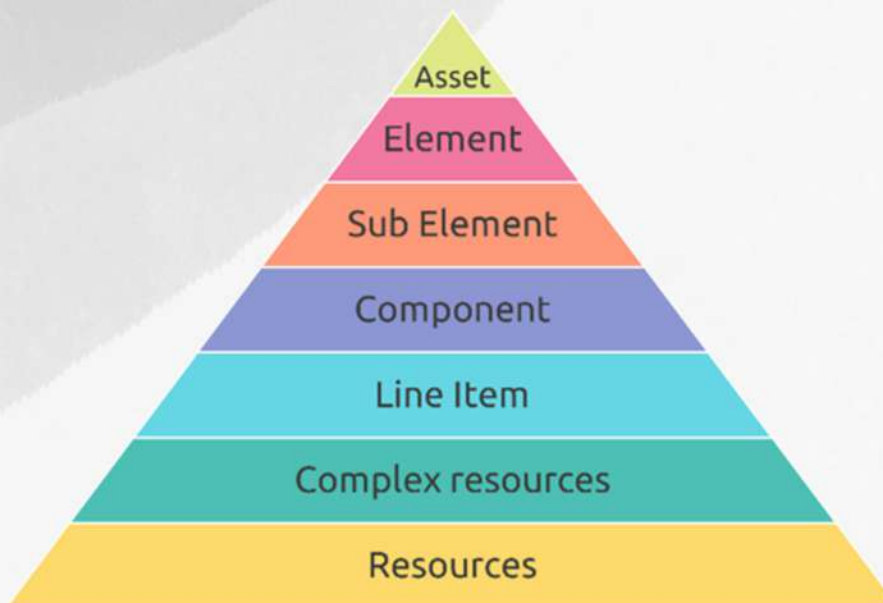 Asset
Element
Sub Element
Component
Line Item
Complex resources
Resources